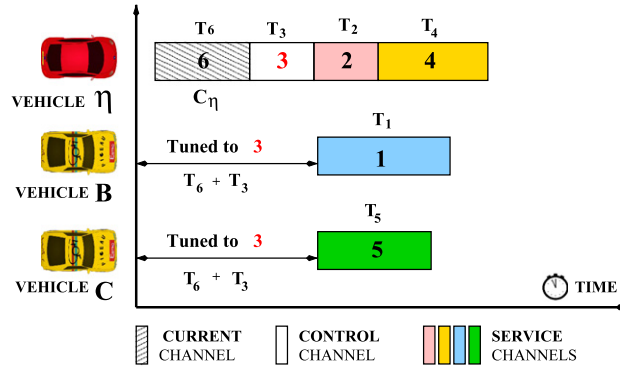 T6 T3 T2 T4
6 3 2 4
VEHICLE η
Cη
T1
Tuned to 3
1
VEHICLE B
T6 + T3
T5
Tuned to 3
5
VEHICLE C
T6 + T3
TIME
CURRENT CHANNEL
CONTROL CHANNEL
SERVICE CHANNELS